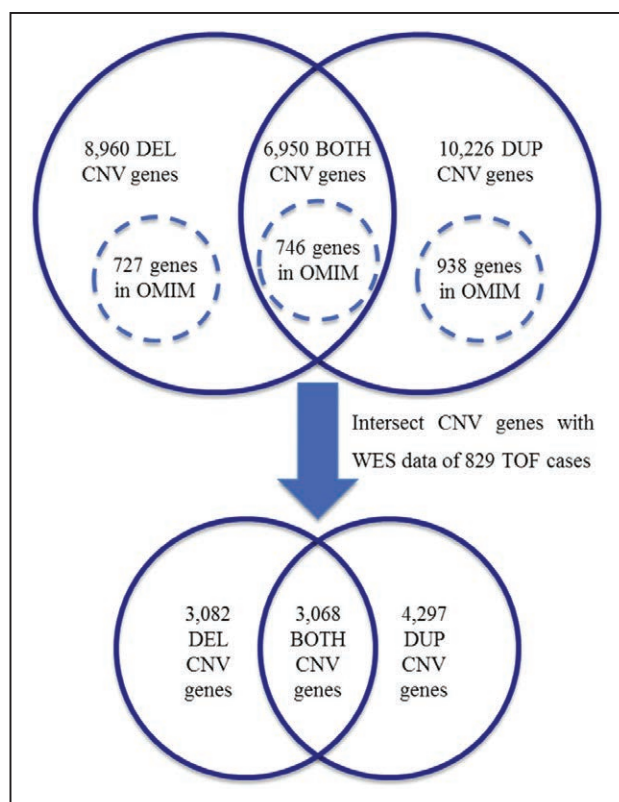 8,960 DEL
CNV genes
6,950 BOTH
CNV genes
10,226 DUP
CNV genes
727 genes
in OMIM
746 genes
in OMIM
938 genes
in OMIM
Intersect CNV genes with
WES data of 829 TOF cases
3,082
DEL
CNV
genes
3,068
BOTH
CNV
genes
4,297
DUP
CNV
genes